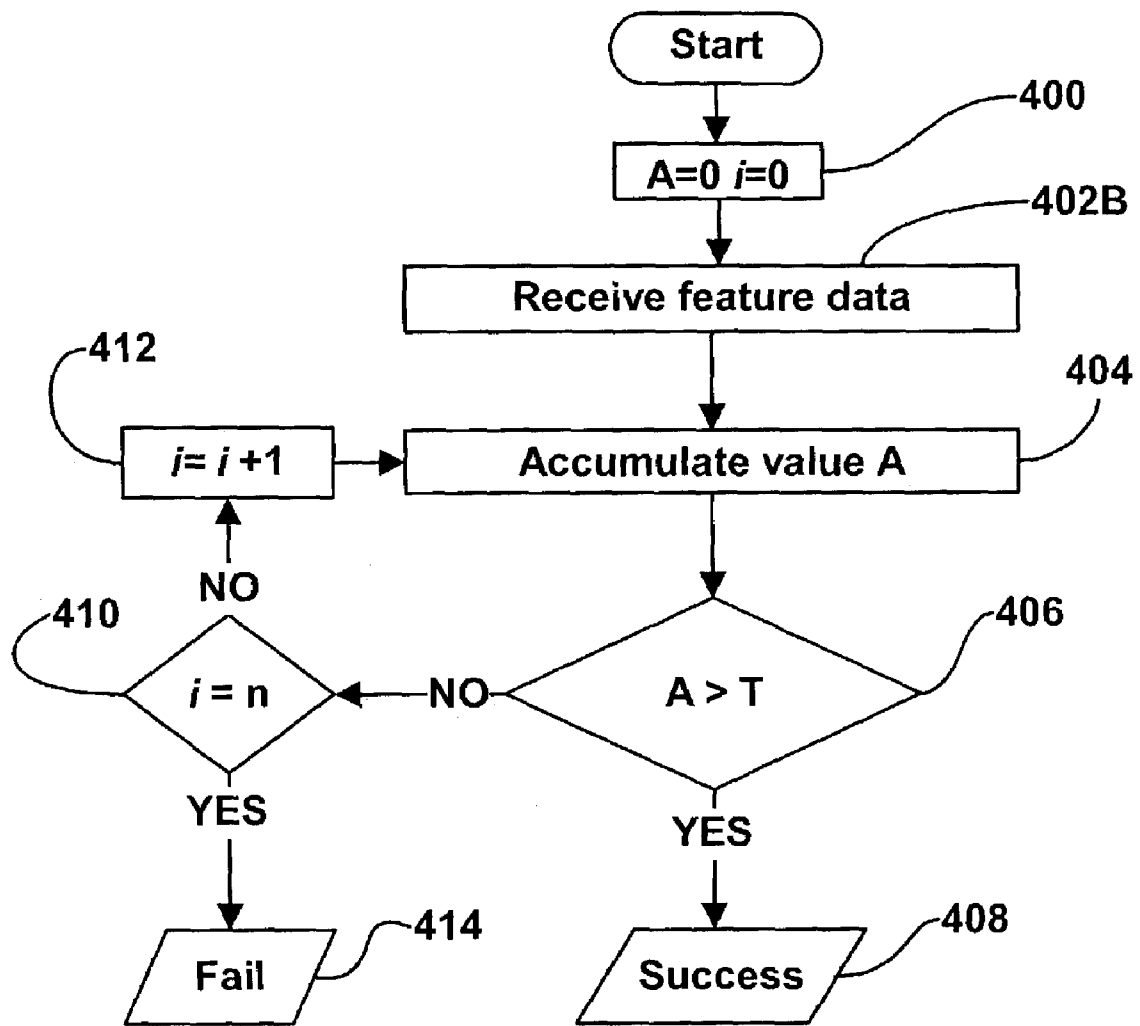 Start
400
A=0 i=0
402B
Receive feature data
412
404
i= i +1
Accumulate value A
NO
410
406
i = n
NO
A > T
YES
YES
414
408
Fail
Success